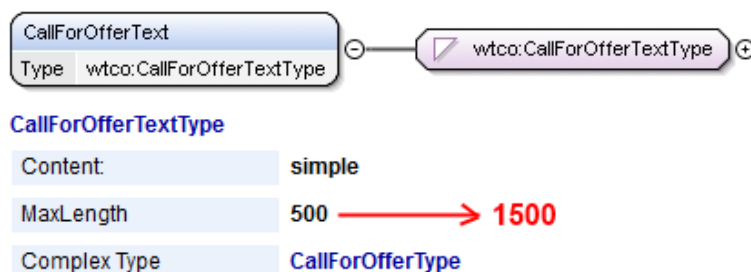 CallForOfferText
Type wtco:CallForOfferTextType
wtco:CallForOfferTextType
CallForOfferTextType
Content: simple
MaxLength 500 1500
Complex Type CallForOfferType